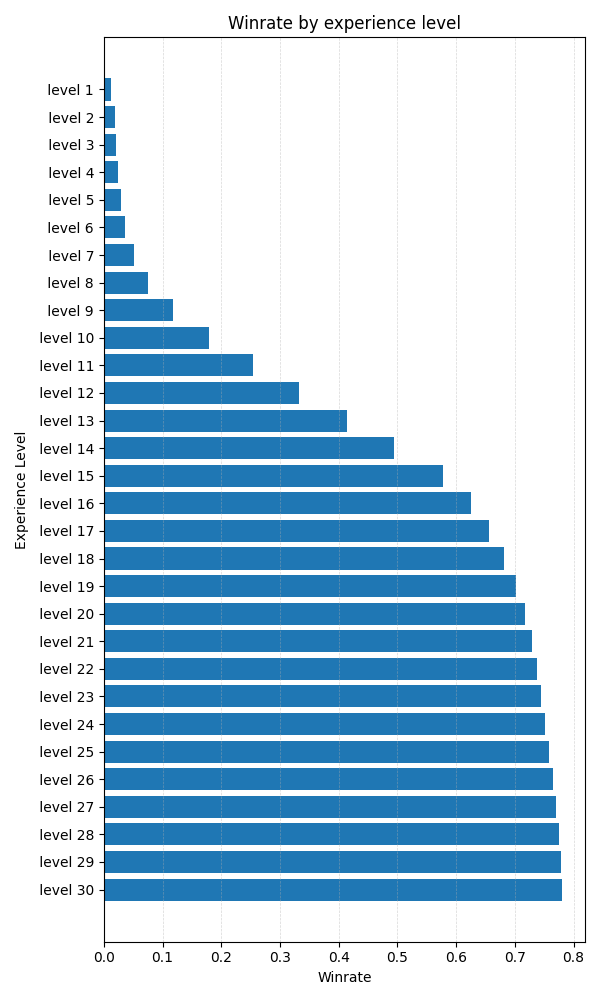 Winrate by experience level
level 1
level 2
level 3
level 4
level 5
level 6
level 7
level 8
level 9
level 10
level 11
level 12
level 13
level 14
level 15
level 16
level 17
level 18
level 19
level 20
level 21
level 22
level 23
level 24
level 25
level 26
level 27
level 28
level 29
level 30
Experience Level
0.0 0.1 0.2 0.3 0.4 0.5 0.6 0.7 0.8
Winrate